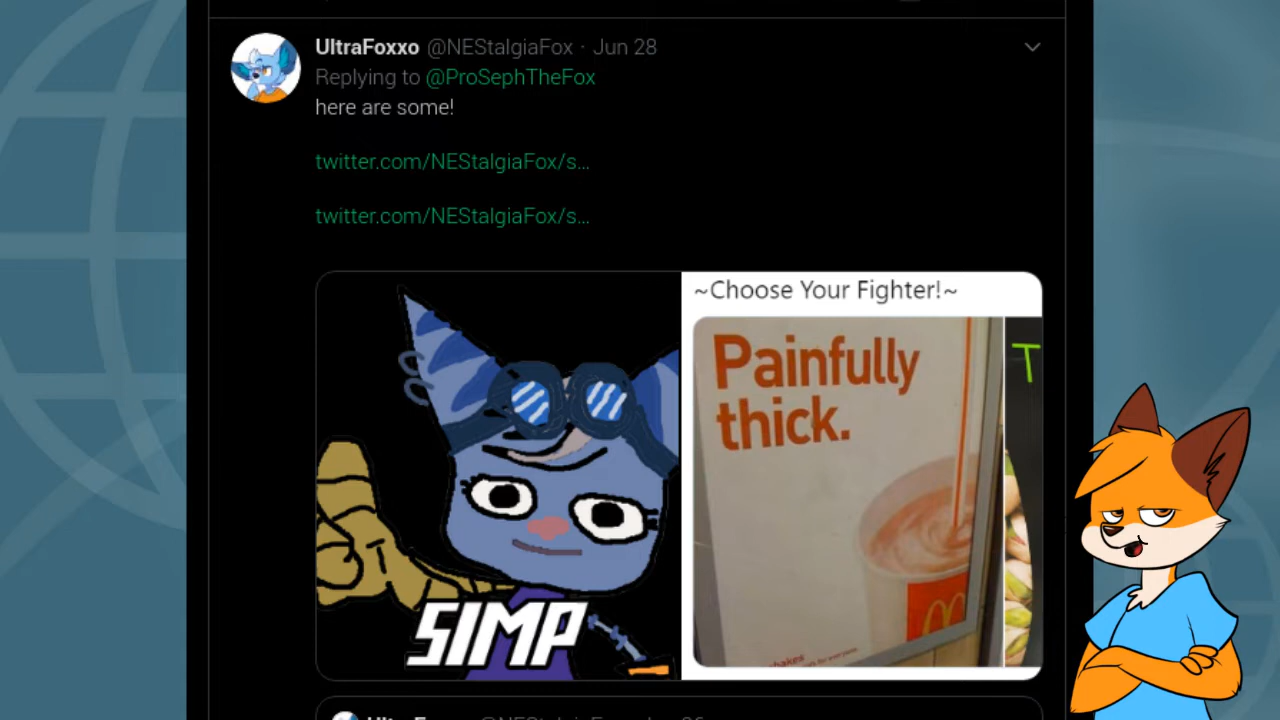 UltraFoxxo @NEStalgiaFox · Jun 28
Replying to @ProSephTheFox
here are some!
twitter.com/NEStalgiaFox/s...
twitter.com/NEStalgiaFox/s...
SIMP
~Choose Your Fighter!~
Painfully
thick.
T
shakes